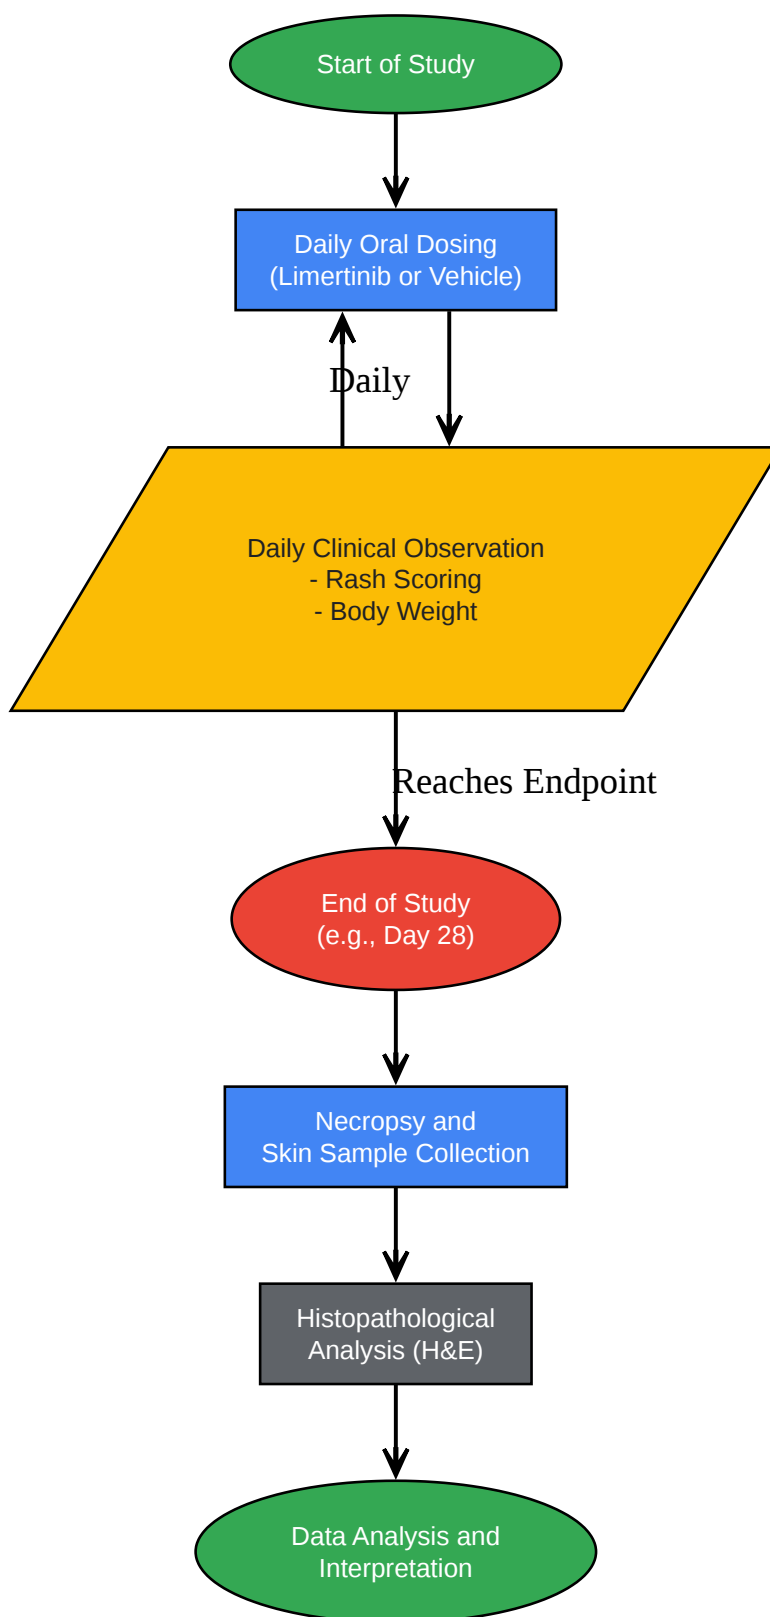 Start of Study
Daily Oral Dosing
(Limertinib or Vehicle)
Daily
Daily Clinical Observation
- Rash Scoring
- Body Weight
Reaches Endpoint
End of Study
(e.g., Day 28)
Necropsy and
Skin Sample Collection
Histopathological
Analysis (H&E)
Data Analysis and
Interpretation